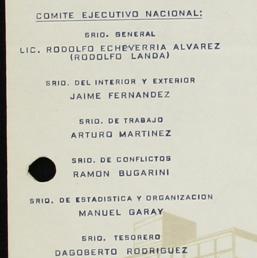 COMITE EJECUTIVO NACIONAL:
SRIO. GENERAL
LIC. RODOLFO ECHEVERRIA ALVAREZ
(RODOLFO LANDA)
SRIO. DEL INTERIOR Y EXTERIOR
JAIME FERNANDEZ
SRIO. DE TRABAJO
ARTURO MARTINEZ
SRIO. DE CONFLICTOS
RAMON BUGARINI
SRIO. DE ESTADISTICA Y ORGANIZACION
MANUEL GARAY
SRIO. TESORERO
DAGOBERTO RODRIGUEZ